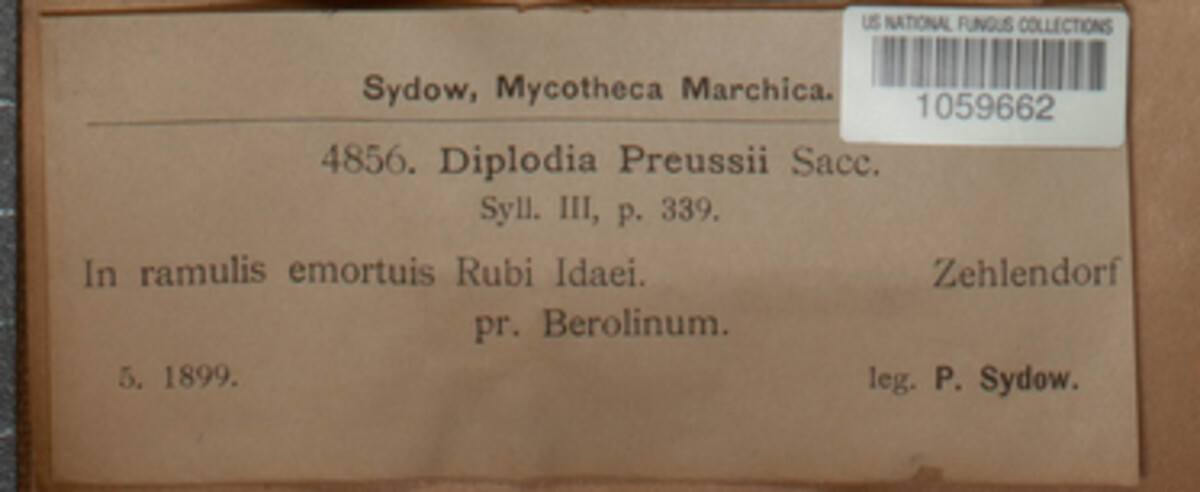 US NATIONAL FUNGUS COLLECTIONS
1059662
Sydow, Mycotheca Marchica.
4856. Diplodia Preussii Sacc.
Syll. III, p. 339.
In ramulis emortuis Rubi Idaei. Zehlendorf
pr. Berolinum.
5. 1899. leg. P. Sydow.